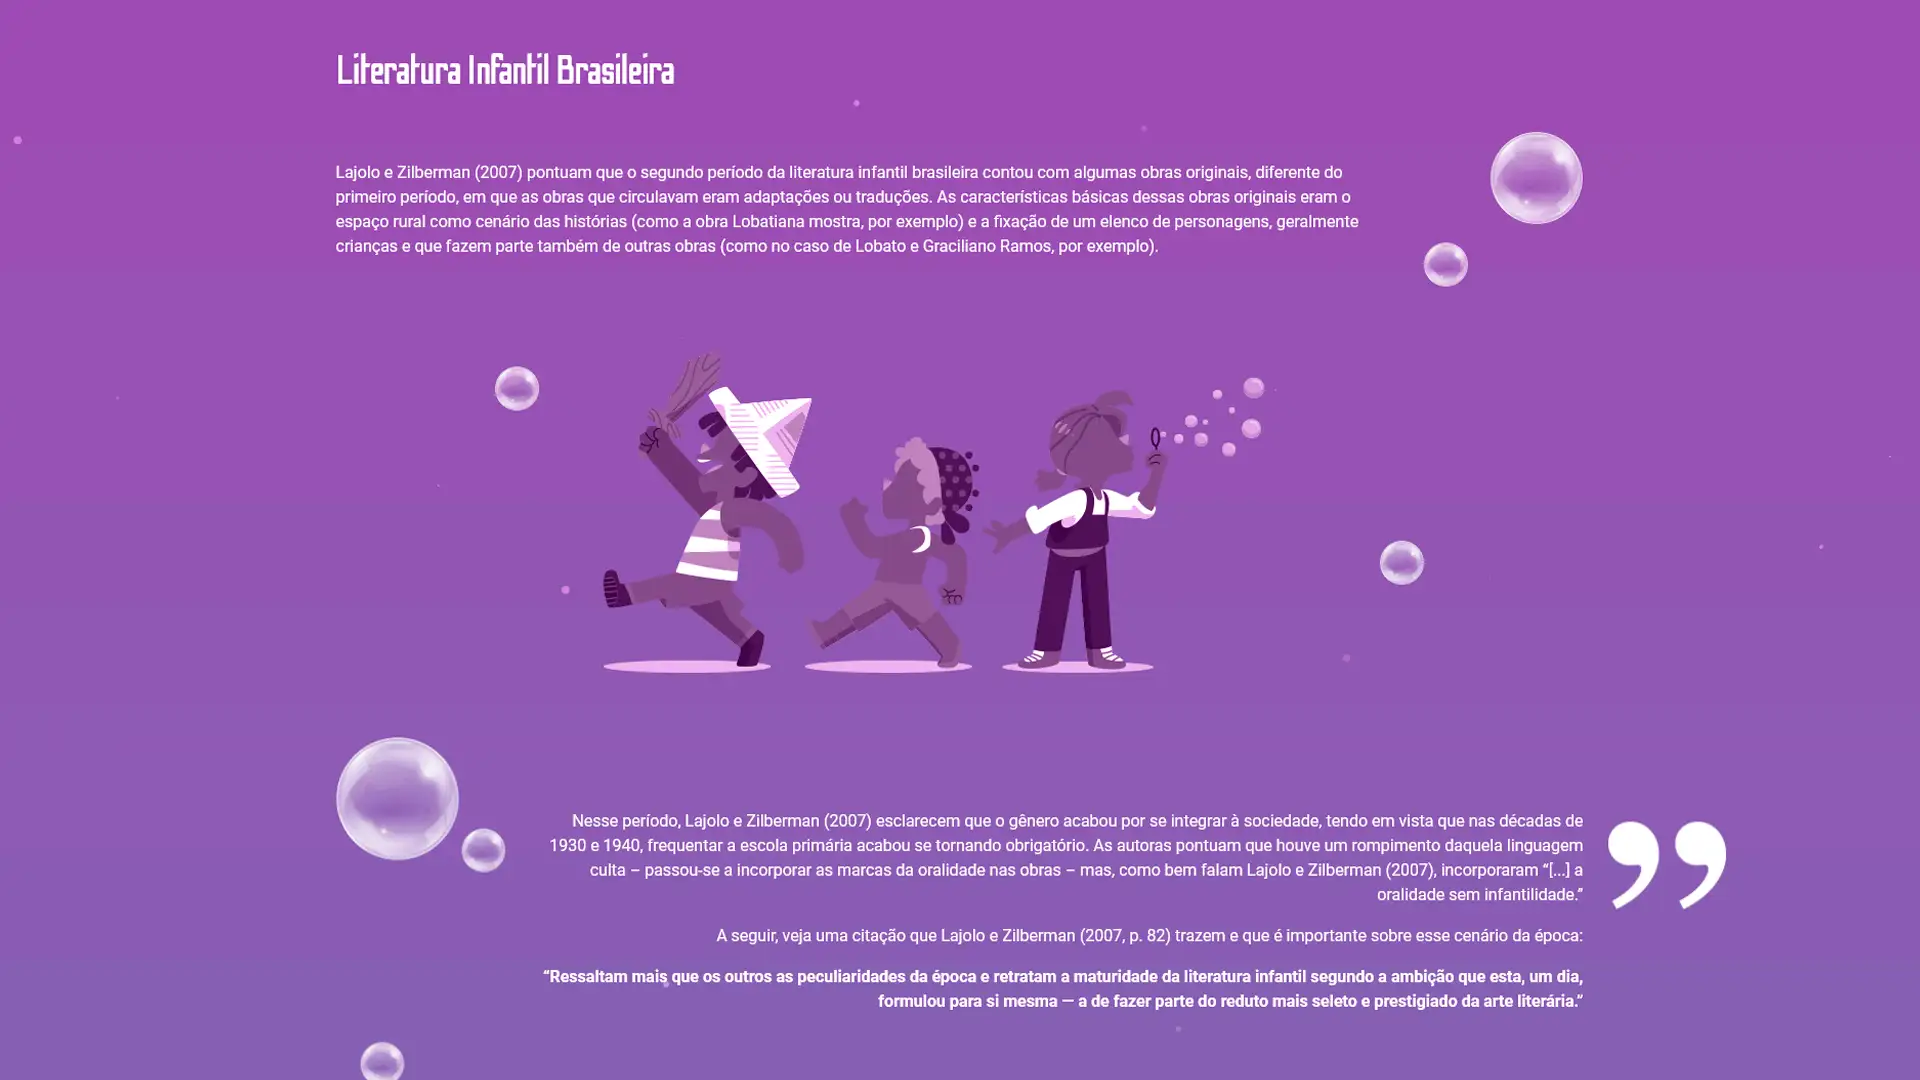 Literatura Infantil Brasileira
Lajolo e Zilberman (2007) pontuam que o segundo período da literatura infantil brasileira contou com algumas obras originais, diferente do
primeiro período, em que as obras que circulavam eram adaptações ou traduções. As características básicas dessas obras originais eram o
espaço rural como cenário das histórias (como a obra Lobatiana mostra, por exemplo) e a fixação de um elenco de personagens, geralmente
crianças e que fazem parte também de outras obras (como no caso de Lobato e Graciliano Ramos, por exemplo).
Nesse período, Lajolo e Zilberman (2007) esclarecem que o gênero acabou por se integrar à sociedade, tendo em vista que nas décadas de
1930 e 1940, frequentar a escola primária acabou se tornando obrigatório. As autoras pontuam que houve um rompimento daquela linguagem
culta – passou-se a incorporar as marcas da oralidade nas obras – mas, como bem falam Lajolo e Zilberman (2007), incorporaram “[...] a
oralidade sem infantilidade.”
A seguir, veja uma citação que Lajolo e Zilberman (2007, p. 82) trazem e que é importante sobre esse cenário da época:
“Ressaltam mais que os outros as peculiaridades da época e retratam a maturidade da literatura infantil segundo a ambição que esta, um dia,
formulou para si mesma — a de fazer parte do reduto mais seleto e prestigiado da arte literária.”